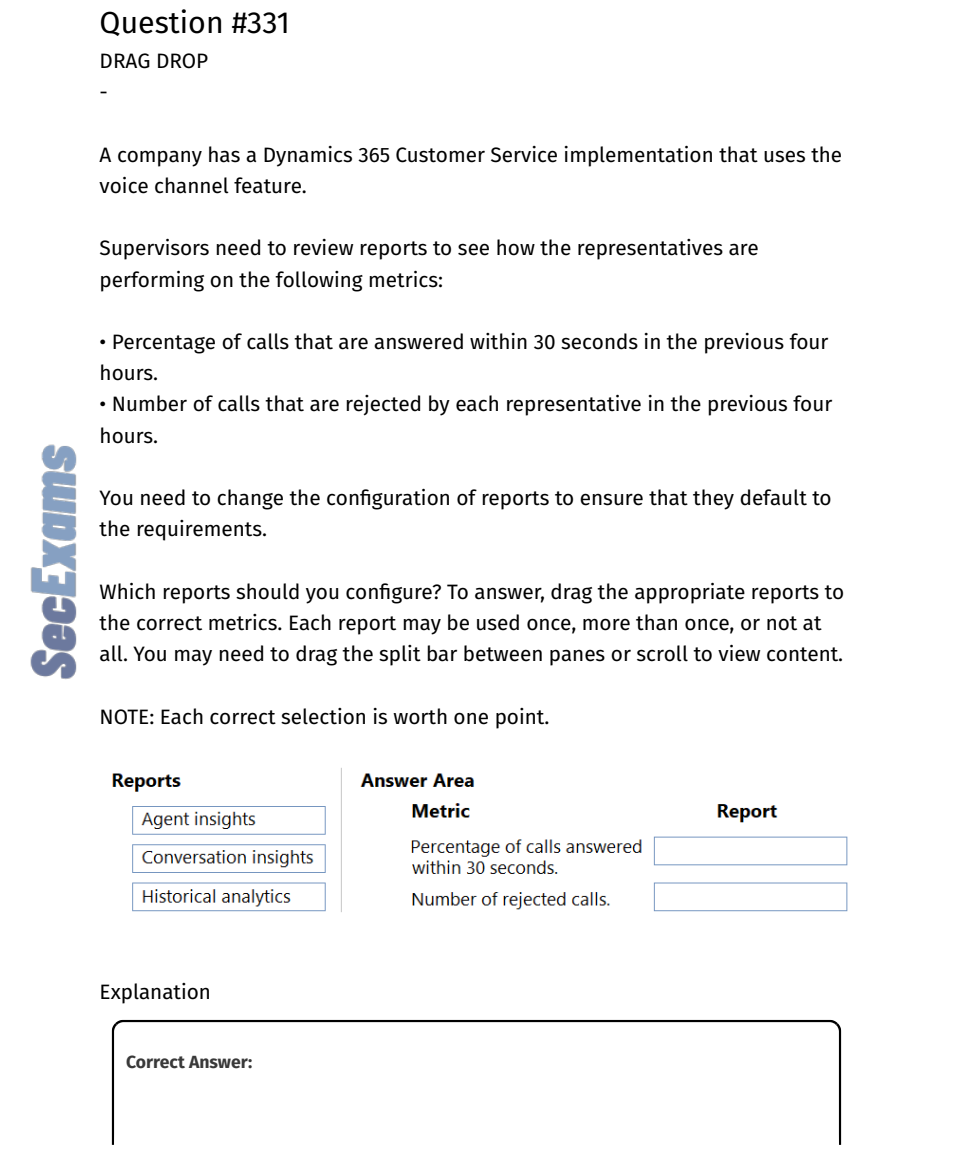 Question #331
DRAG DROP
-
A company has a Dynamics 365 Customer Service implementation that uses the
voice channel feature.
Supervisors need to review reports to see how the representatives are
performing on the following metrics:
• Percentage of calls that are answered within 30 seconds in the previous four
hours.
• Number of calls that are rejected by each representative in the previous four
hours.
You need to change the configuration of reports to ensure that they default to
the requirements.
Which reports should you configure? To answer, drag the appropriate reports to
the correct metrics. Each report may be used once, more than once, or not at
all. You may need to drag the split bar between panes or scroll to view content.
NOTE: Each correct selection is worth one point.
SecExams
Reports
Agent insights
Conversation insights
Historical analytics
Answer Area
Metric Report
Percentage of calls answered
within 30 seconds.
Number of rejected calls.
Explanation
Correct Answer: